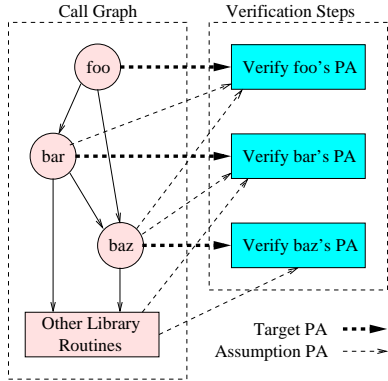 Call Graph
Verification Steps
foo
Verify foo's PA
bar
Verify bar's PA
baz
Verify baz's PA
Other Library
Routines
Target PA
Assumption PA